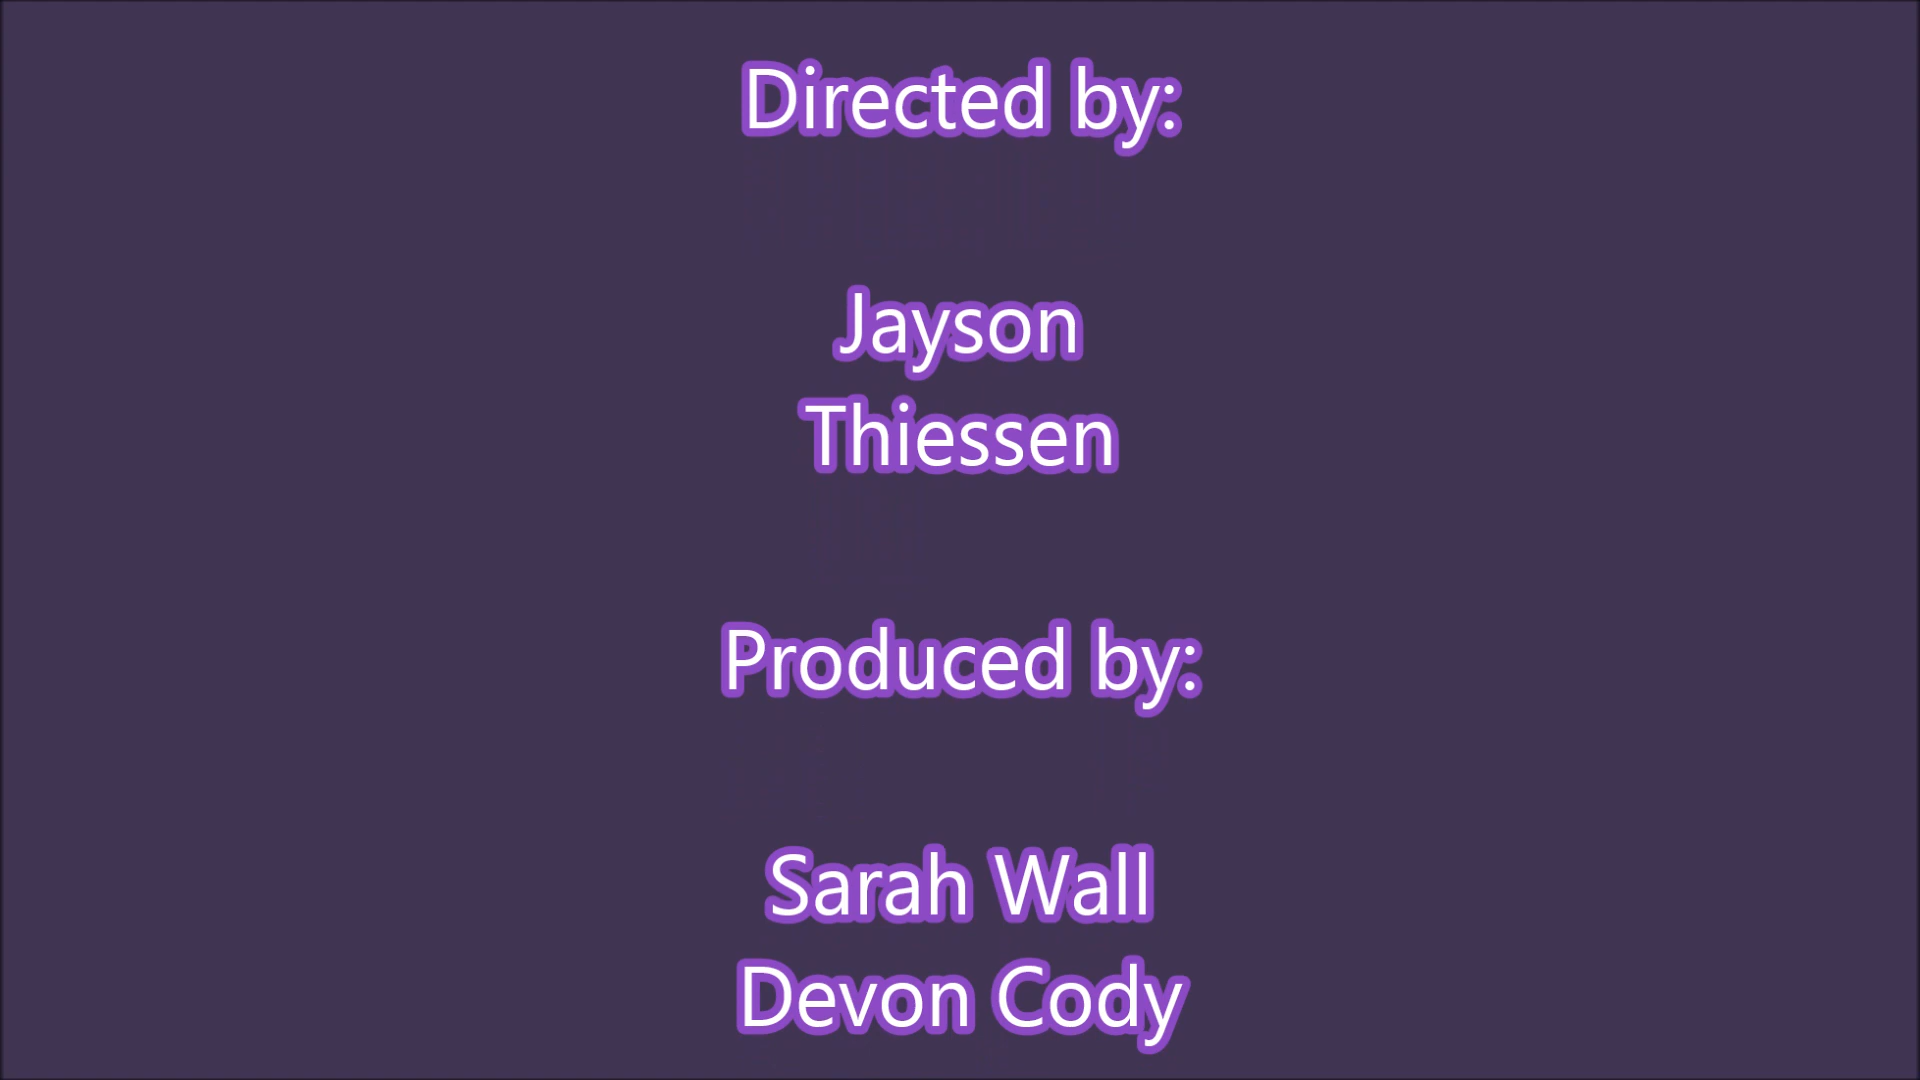 Directed by:
Jayson
Thiessen
Produced by:
Sarah Wall
Devon Cody